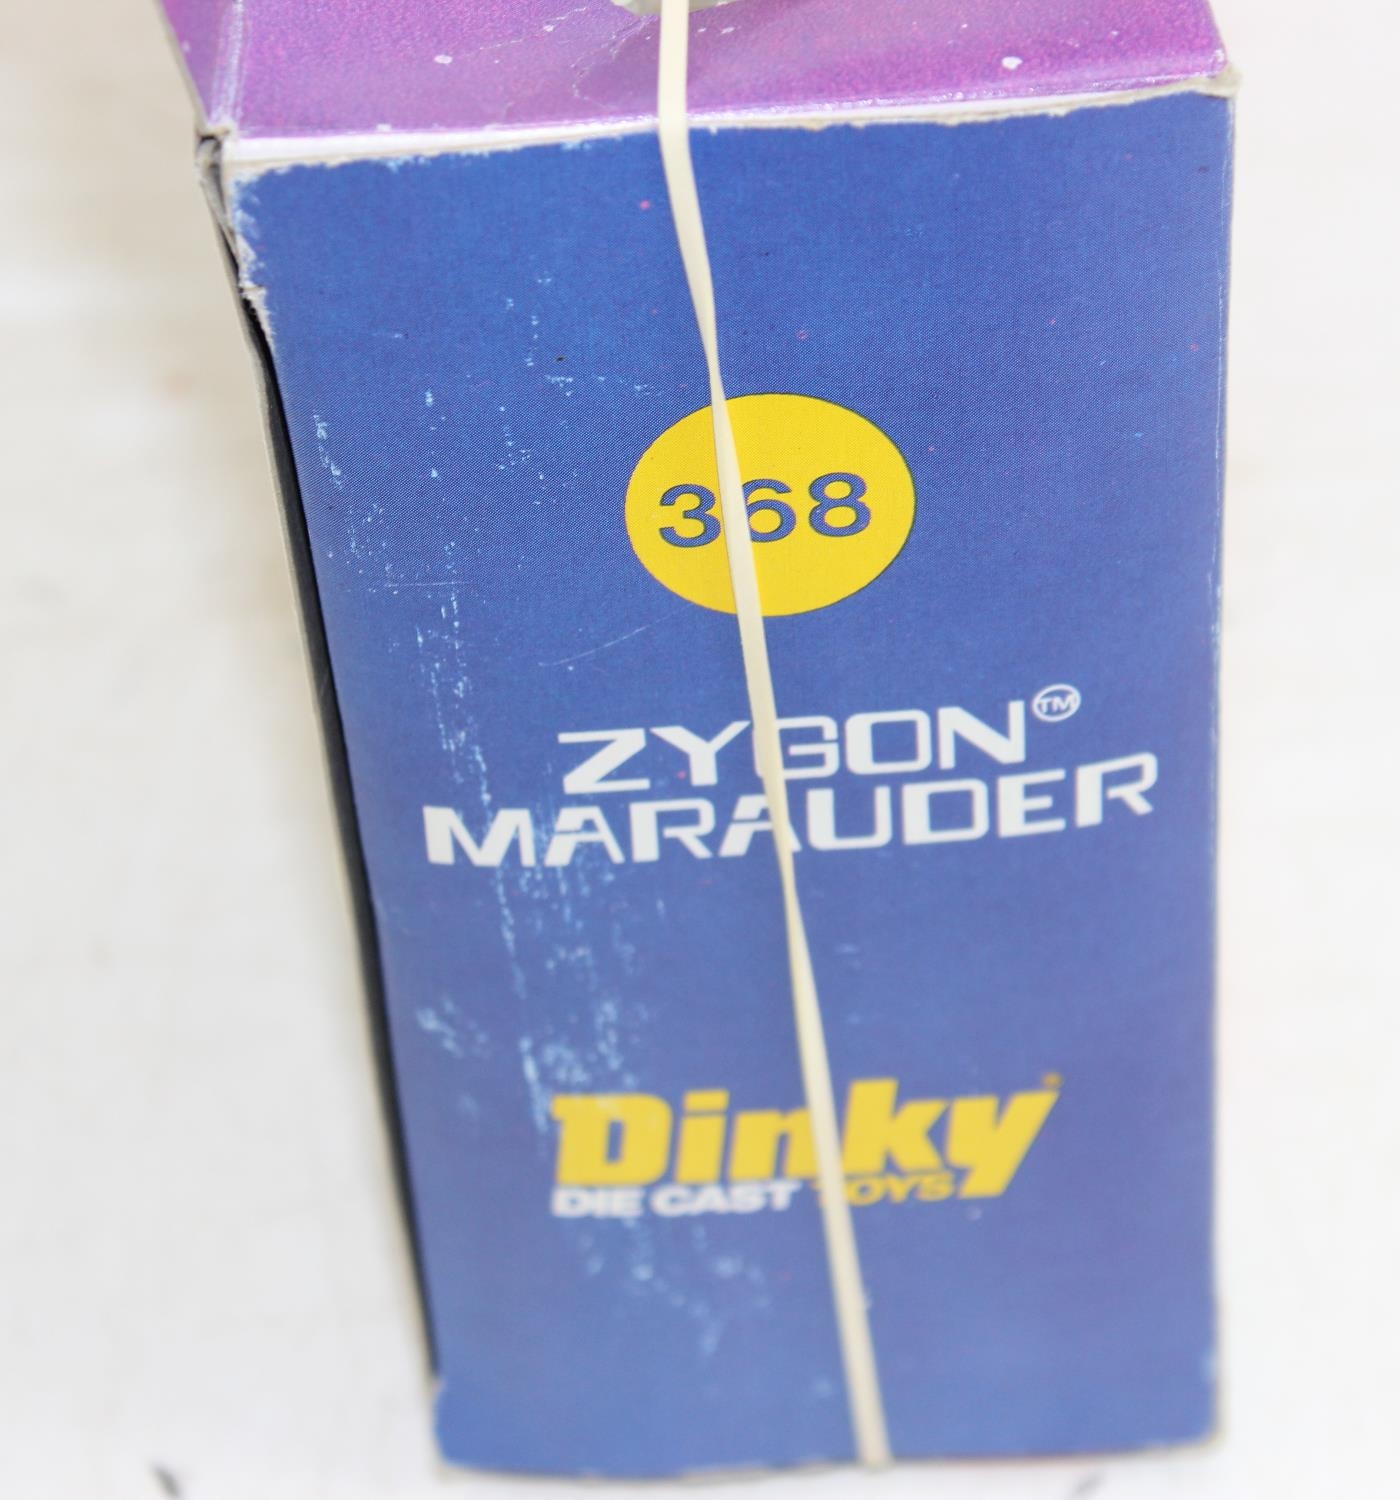 368
ZYGON™
MARAUDER
Dinky
DIE CAST TOYS